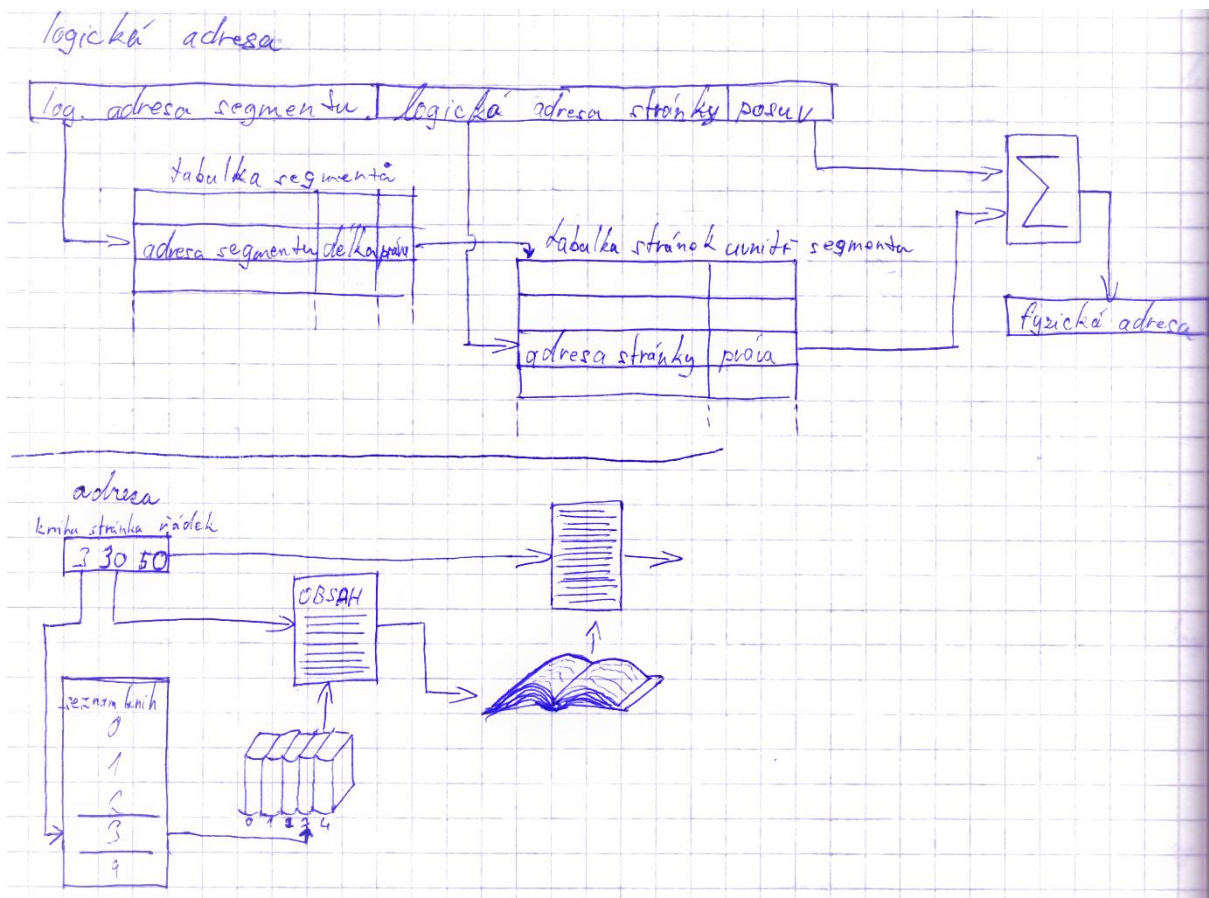 logická adresa
log. adresa segmentu logická adresa stránky posuv
tabulka segmentů
adresa segmentu délka práva
tabulka stránek uvnitř segmentu
adresa stránky práva
Σ
fyzická adresa
adresa
kniha stránka řádek
3 30 50
OBSAH
seznam knih
0
1
2
3
4
0 1 2 3 4